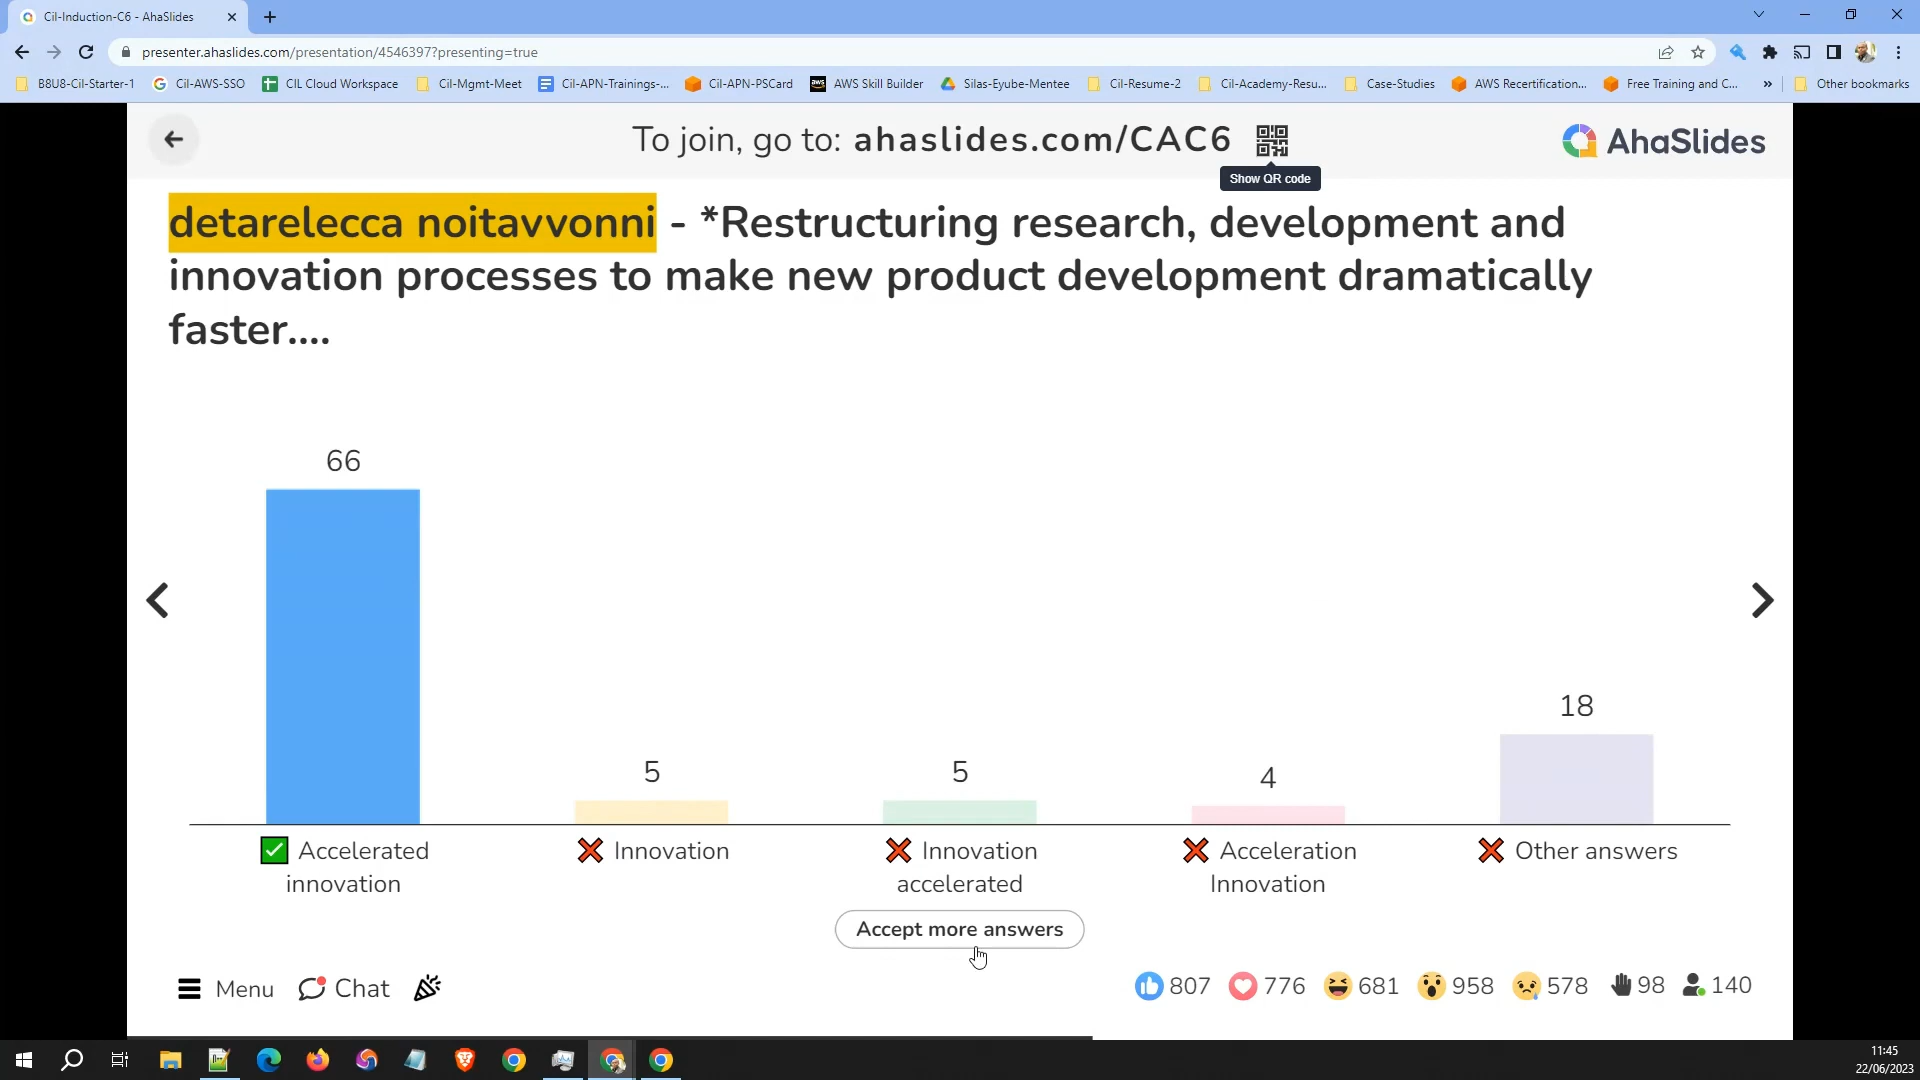 Cil-Induction-C6 - AhaSlides
presenter.ahaslides.com/presentation/4546397?presenting=true
B8U8-Cil-Starter-1 Cil-AWS-SSO CIL Cloud Workspace Cil-Mgmt-Meet Cil-APN-Trainings-... Cil-APN-PSCard aws AWS Skill Builder Silas-Eyube-Mentee Cil-Resume-2 Cil-Academy-Resu... Case-Studies AWS Recertification... Free Training and C... » Other bookmarks
To join, go to: ahaslides.com/CAC6 AhaSlides
Show QR code
detarelecca noitavvonni - *Restructuring research, development and
innovation processes to make new product development dramatically
faster....
66
18
5 5 4
Accelerated Innovation Innovation Acceleration Other answers
innovation accelerated Innovation
Accept more answers
Menu Chat 807 776 681 958 578 98 140
11:45
22/06/2023